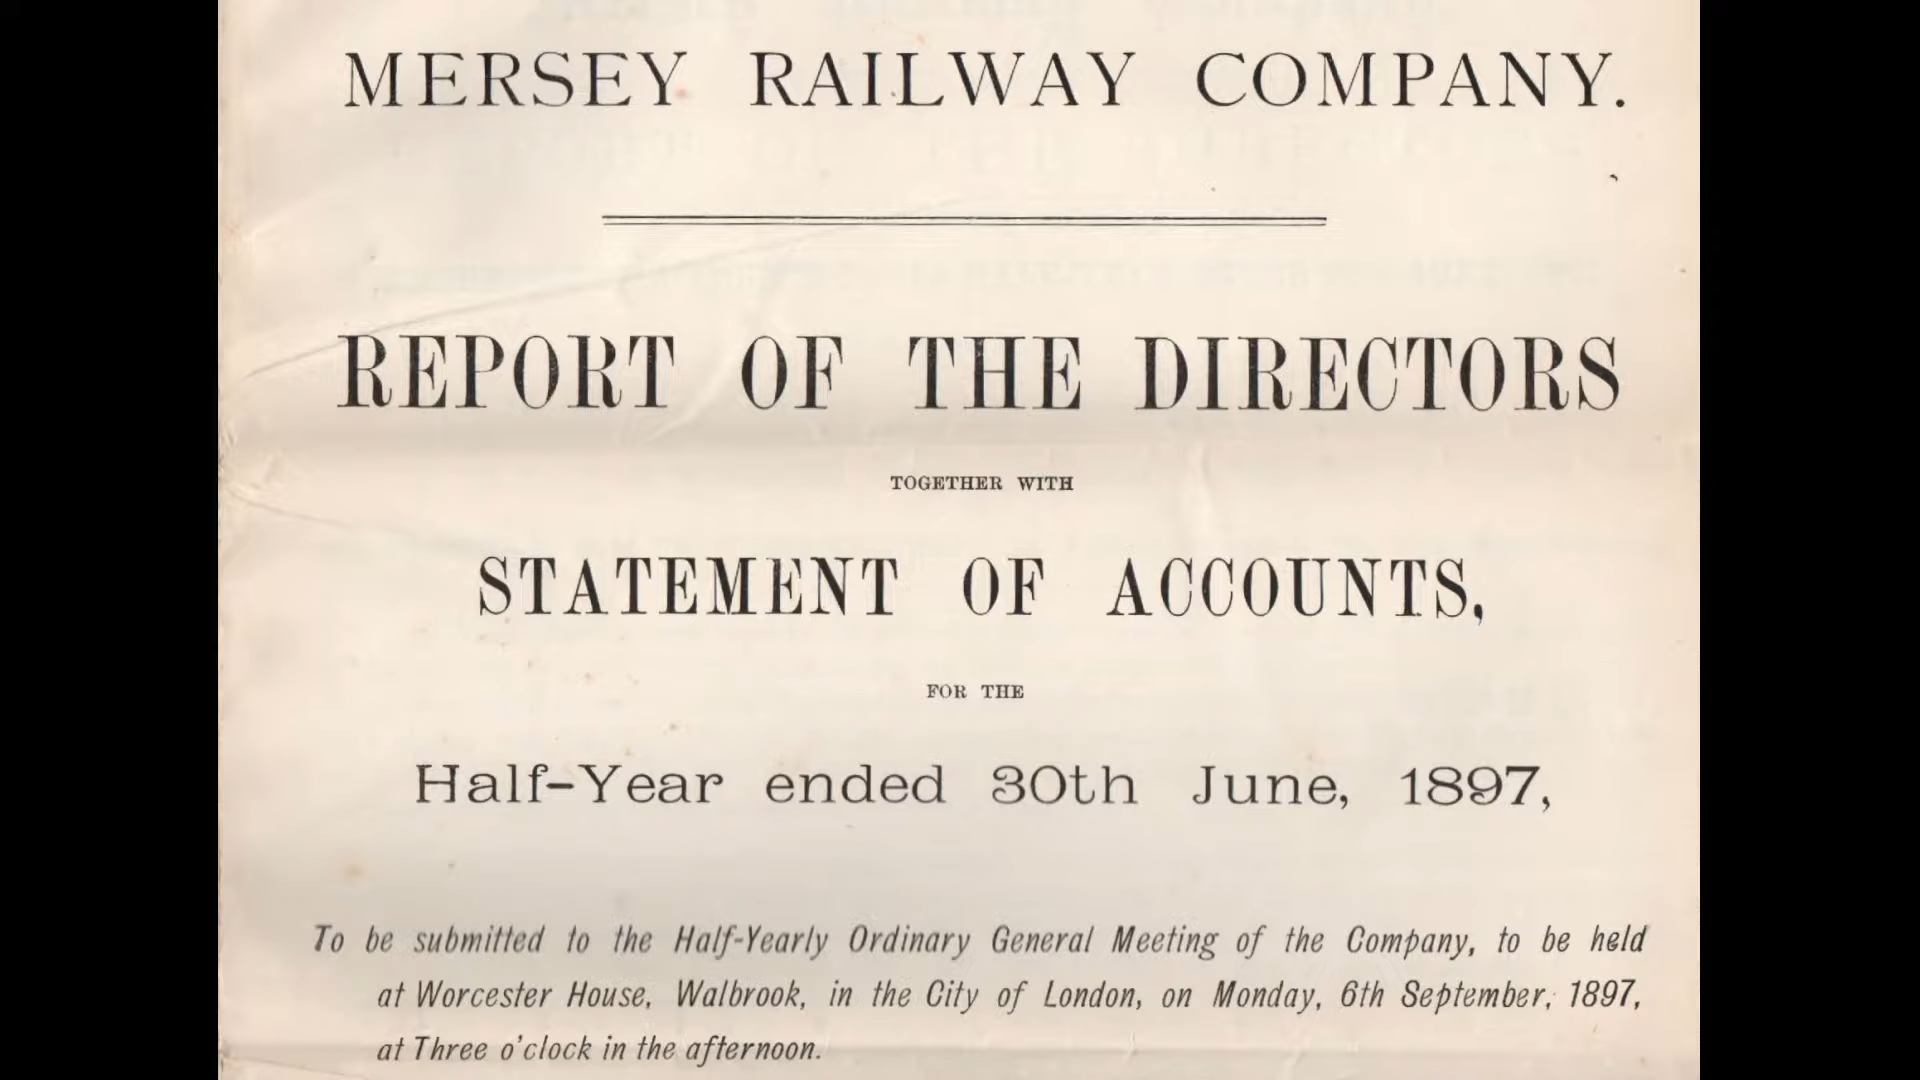 MERSEY RAILWAY COMPANY.
REPORT OF THE DIRECTORS
TOGETHER WITH
STATEMENT OF ACCOUNTS,
FOR THE
Half-Year ended 30th June, 1897,
To be submitted to the Half-Yearly Ordinary General Meeting of the Company, to be held
at Worcester House, Walbrook, in the City of London, on Monday, 6th September, 1897,
at Three o'clock in the afternoon.